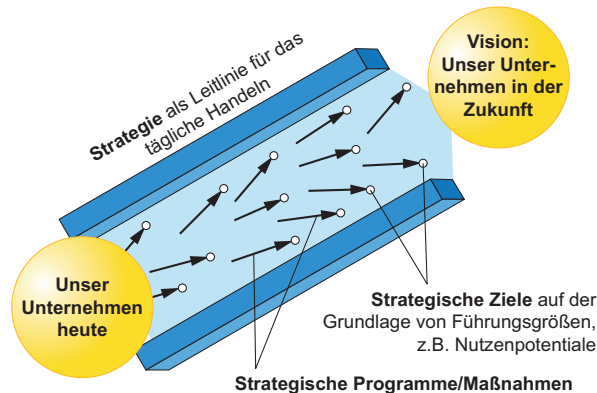 Strategie als Leitlinie für das
tägliche Handeln
Vision:
Unser Unter-
nehmen in der
Zukunft
Unser
Unternehmen
heute
Strategische Ziele auf der
Grundlage von Führungsgrößen,
z.B. Nutzenpotentiale
Strategische Programme/Maßnahmen